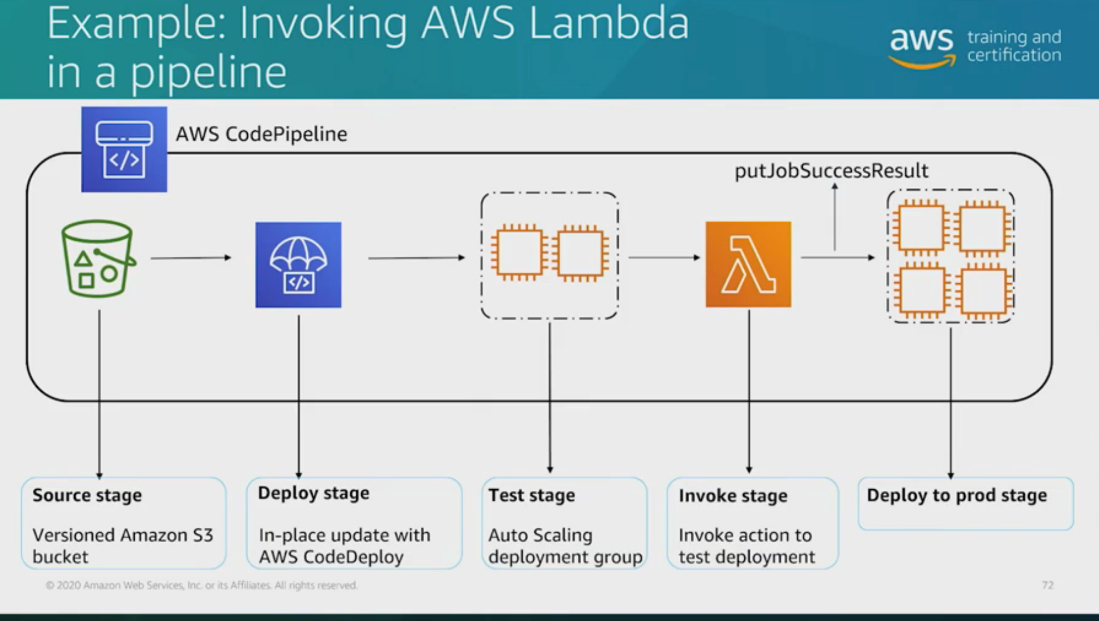 Example: Invoking AWS Lambda
in a pipeline
aws training and
certification
AWS CodePipeline
</>
putJobSuccessResult
</>
Source stage
Versioned Amazon S3
bucket
Deploy stage
In-place update with
AWS CodeDeploy
Test stage
Auto Scaling
deployment group
Invoke stage
Invoke action to
test deployment
Deploy to prod stage
© 2020 Amazon Web Services, Inc. or its Affiliates. All rights reserved.
72